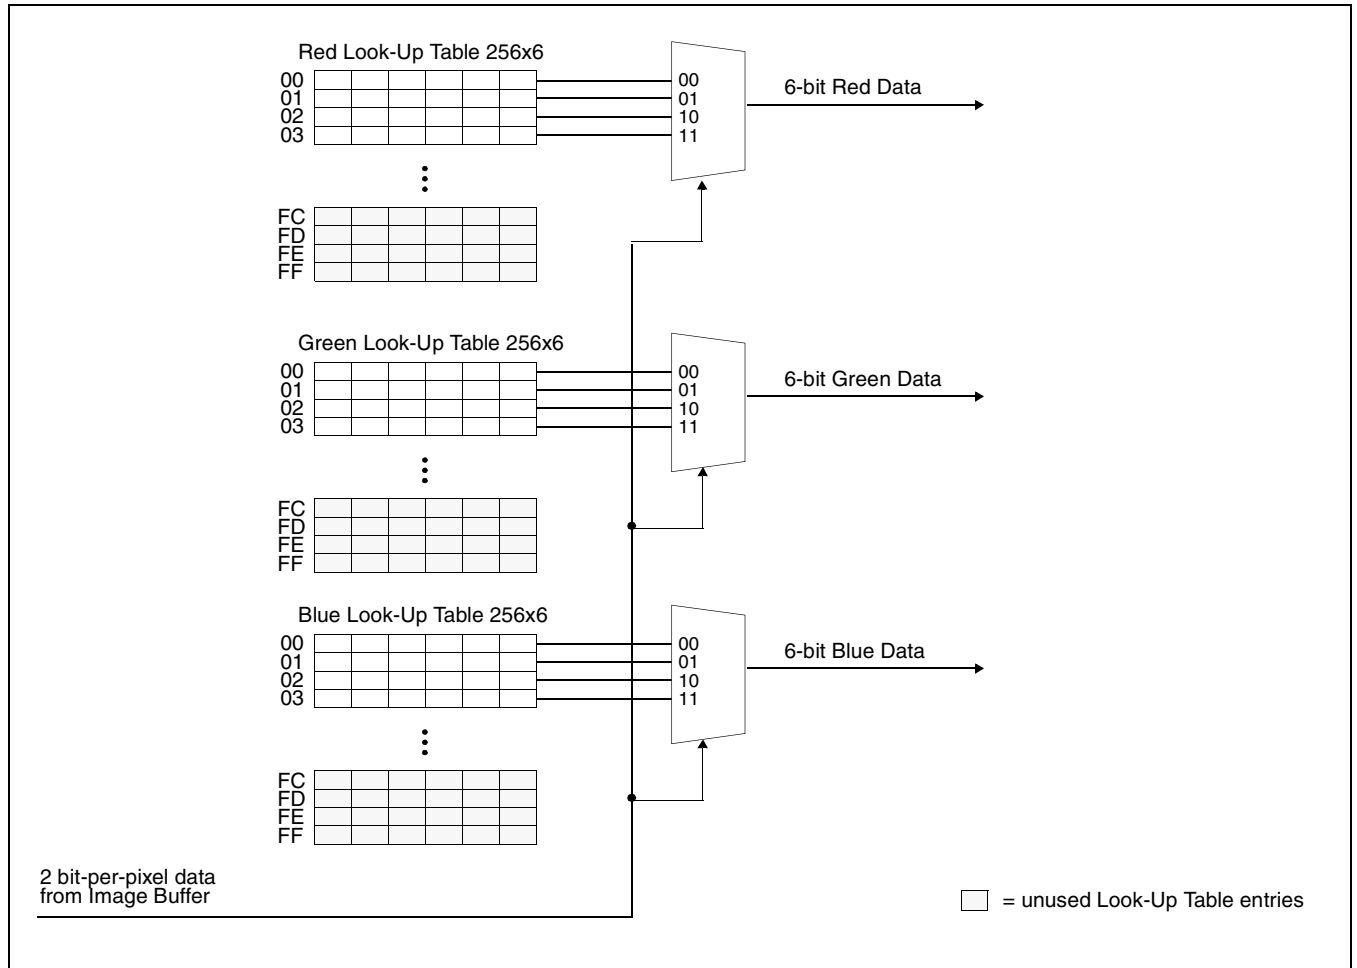 Red Look-Up Table 256x6
00
01
02
03
FC
FD
FE
FF
00
01
10
11
6-bit Red Data
Green Look-Up Table 256x6
00
01
02
03
FC
FD
FE
FF
00
01
10
11
6-bit Green Data
Blue Look-Up Table 256x6
00
01
02
03
FC
FD
FE
FF
00
01
10
11
6-bit Blue Data
2 bit-per-pixel data
from Image Buffer
= unused Look-Up Table entries